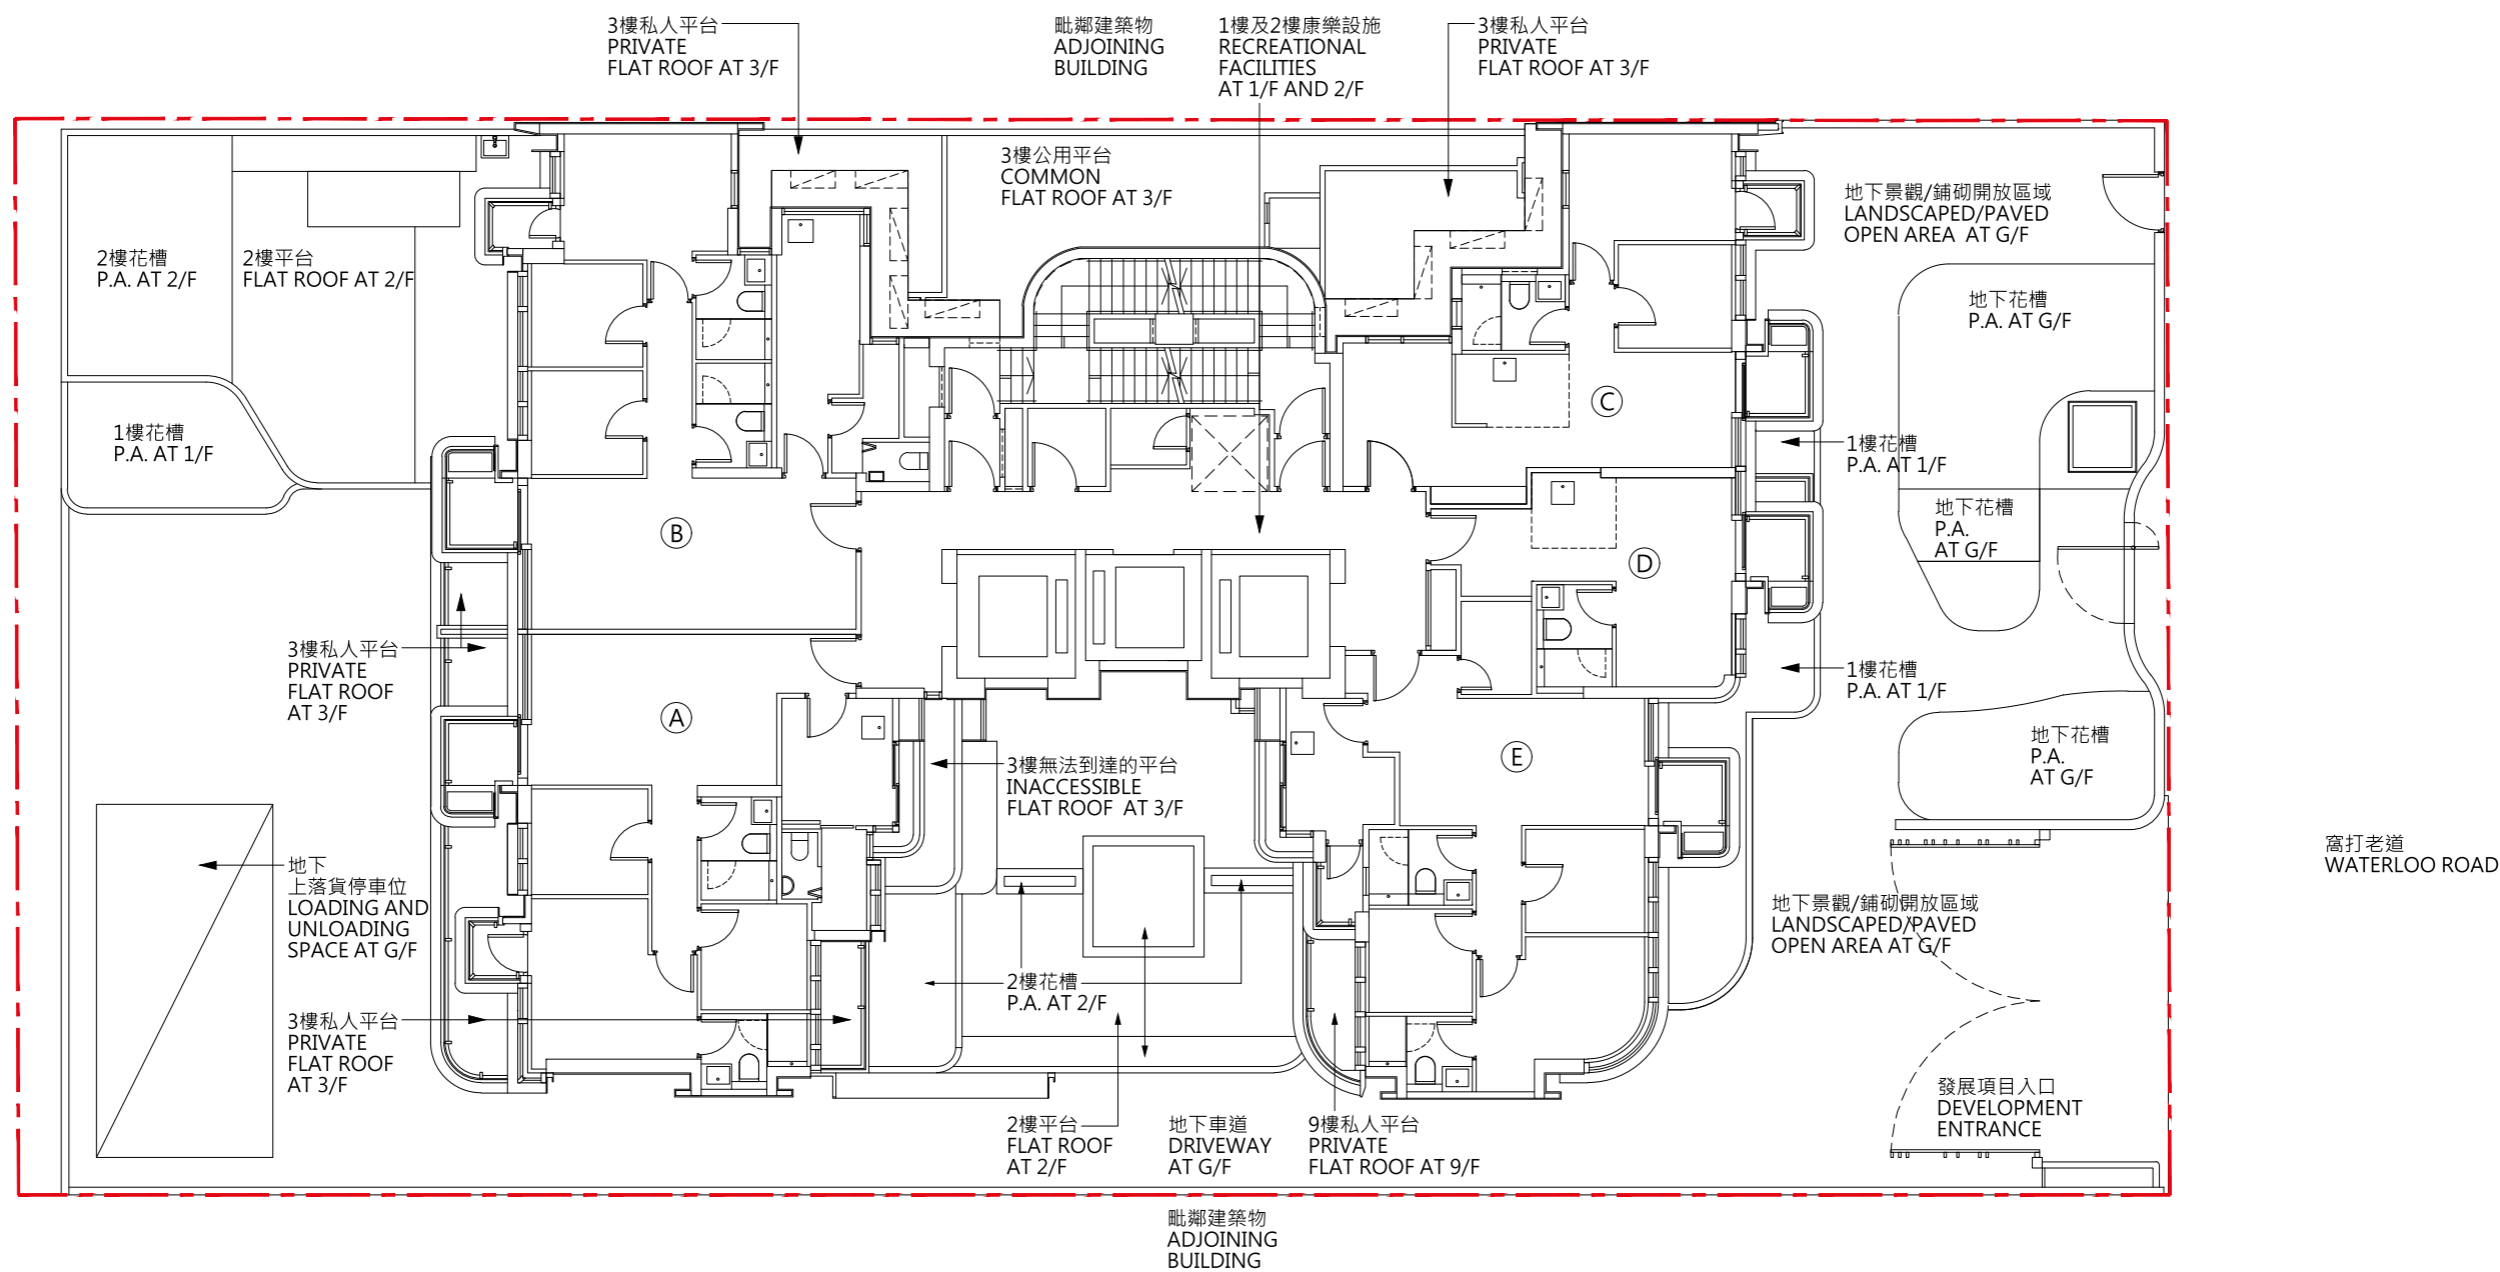 3樓私人平台
PRIVATE
FLAT ROOF AT 3/F
毗鄰建築物
ADJOINING
BUILDING
1樓及2樓康樂設施
RECREATIONAL
FACILITIES
AT 1/F AND 2/F
3樓私人平台
PRIVATE
FLAT ROOF AT 3/F
3樓公用平台
COMMON
FLAT ROOF AT 3/F
地下景觀/鋪砌開放區域
LANDSCAPED/PAVED
OPEN AREA AT G/F
2樓花槽
P.A. AT 2/F
2樓平台
FLAT ROOF AT 2/F
地下花槽
P.A. AT G/F
C
1樓花槽
P.A. AT 1/F
1樓花槽
P.A. AT 1/F
地下花槽
P.A.
AT G/F
B
D
3樓私人平台
PRIVATE
FLAT ROOF
AT 3/F
1樓花槽
P.A. AT 1/F
A
E
地下花槽
P.A.
AT G/F
3樓無法到達的平台
INACCESSIBLE
FLAT ROOF AT 3/F
地下
上落貨停車位
LOADING AND
UNLOADING
SPACE AT G/F
窩打老道
WATERLOO ROAD
地下景觀/鋪砌開放區域
LANDSCAPED/PAVED
OPEN AREA AT G/F
2樓花槽
P.A. AT 2/F
3樓私人平台
PRIVATE
FLAT ROOF
AT 3/F
發展項目入口
DEVELOPMENT
ENTRANCE
2樓平台
FLAT ROOF
AT 2/F
地下車道
DRIVEWAY
AT G/F
9樓私人平台
PRIVATE
FLAT ROOF AT 9/F
毗鄰建築物
ADJOINING
BUILDING